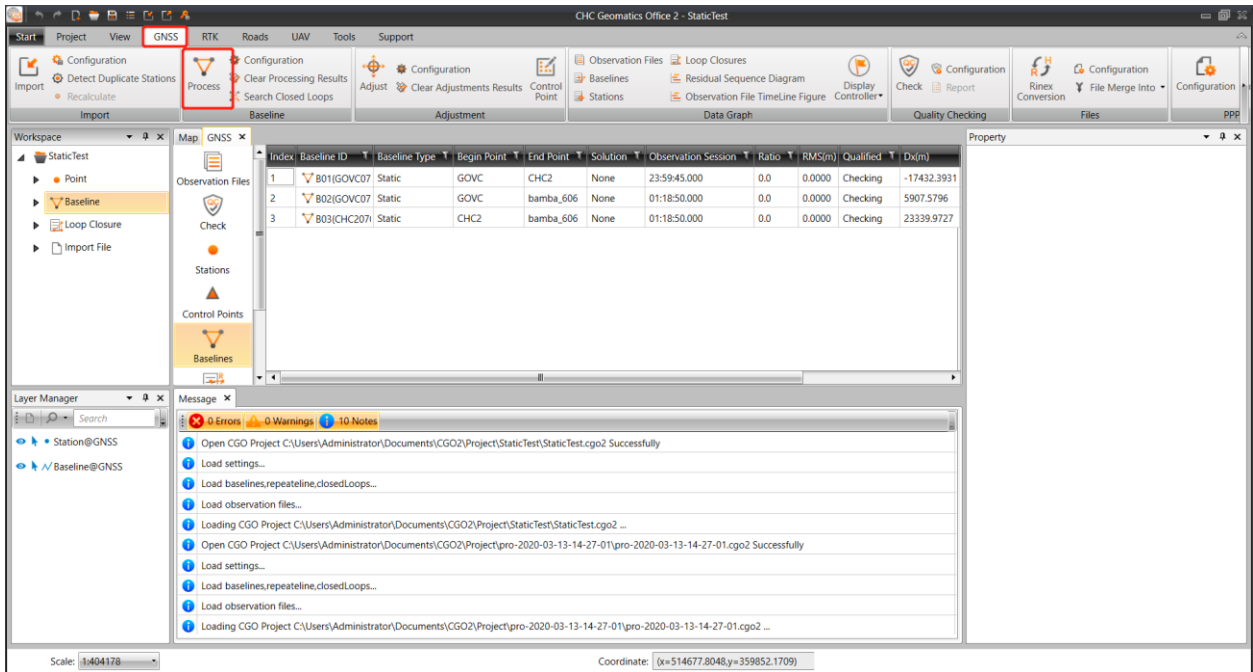 CHC Geomatics Office 2 - StaticTest
Start Project View GNSS RTK Roads UAV Tools Support
Import
Configuration
Detect Duplicate Stations
Recalculate
Import
Process
Configuration
Clear Processing Results
Search Closed Loops
Baseline
Adjust
Configuration
Clear Adjustments Results
Control
Point
Adjustment
Observation Files
Baselines
Stations
Loop Closures
Residual Sequence Diagram
Observation File TimeLine Figure
Display
Controller
Data Graph
Check
Configuration
Report
Quality Checking
Rinex
Conversion
Configuration
File Merge Into
Files
Configuration
PPP
Workspace
StaticTest
Point
Baseline
Loop Closure
Import File
Map GNSS
Observation Files
Check
Stations
Control Points
Baselines
Index Baseline ID Baseline Type Begin Point End Point Solution Observation Session Ratio RMS(m) Qualified Dx(m)
1 B01(GOVC07 Static GOVC CHC2 None 23:59:45.000 0.0 0.0000 Checking -17432.3931
2 B02(GOVC07 Static GOVC bamba_606 None 01:18:50.000 0.0 0.0000 Checking 5907.5796
3 B03(CHC207( Static CHC2 bamba_606 None 01:18:50.000 0.0 0.0000 Checking 23339.9727
Property
Layer Manager
Search
Station@GNSS
Baseline@GNSS
Message
0 Errors 0 Warnings 10 Notes
Open CGO Project C:\Users\Administrator\Documents\CGO2\Project\StaticTest\StaticTest.cgo2 Successfully
Load settings...
Load baselines,repeateline,closedLoops...
Load observation files...
Loading CGO Project C:\Users\Administrator\Documents\CGO2\Project\StaticTest\StaticTest.cgo2 ...
Open CGO Project C:\Users\Administrator\Documents\CGO2\Project\pro-2020-03-13-14-27-01\pro-2020-03-13-14-27-01.cgo2 Successfully
Load settings...
Load baselines,repeateline,closedLoops...
Load observation files...
Loading CGO Project C:\Users\Administrator\Documents\CGO2\Project\pro-2020-03-13-14-27-01\pro-2020-03-13-14-27-01.cgo2 ...
Scale: 1:404178
Coordinate: (x=514677.8048,y=359852.1709)